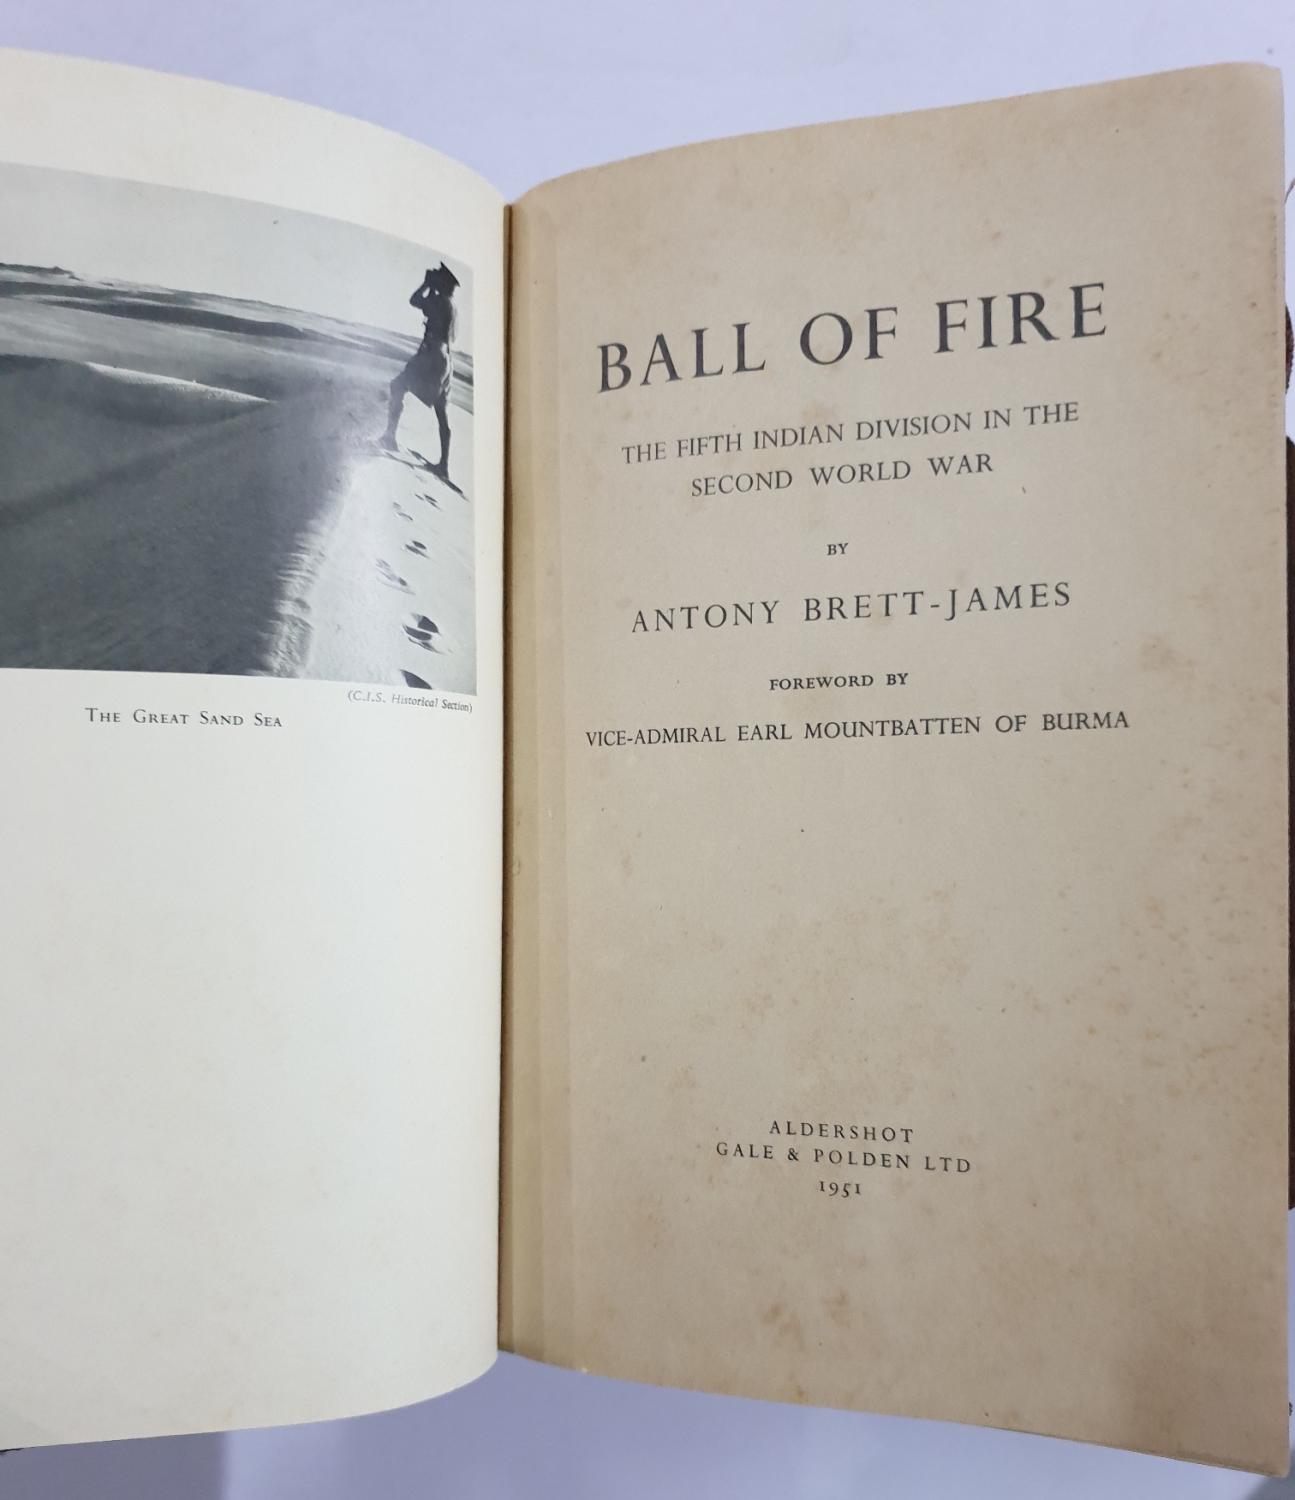 (C.I.S. Historical Section)
THE GREAT SAND SEA
BALL OF FIRE
THE FIFTH INDIAN DIVISION IN THE
SECOND WORLD WAR
BY
ANTONY BRETT-JAMES
FOREWORD BY
VICE-ADMIRAL EARL MOUNTBATTEN OF BURMA
ALDERSHOT
GALE & POLDEN LTD
1951